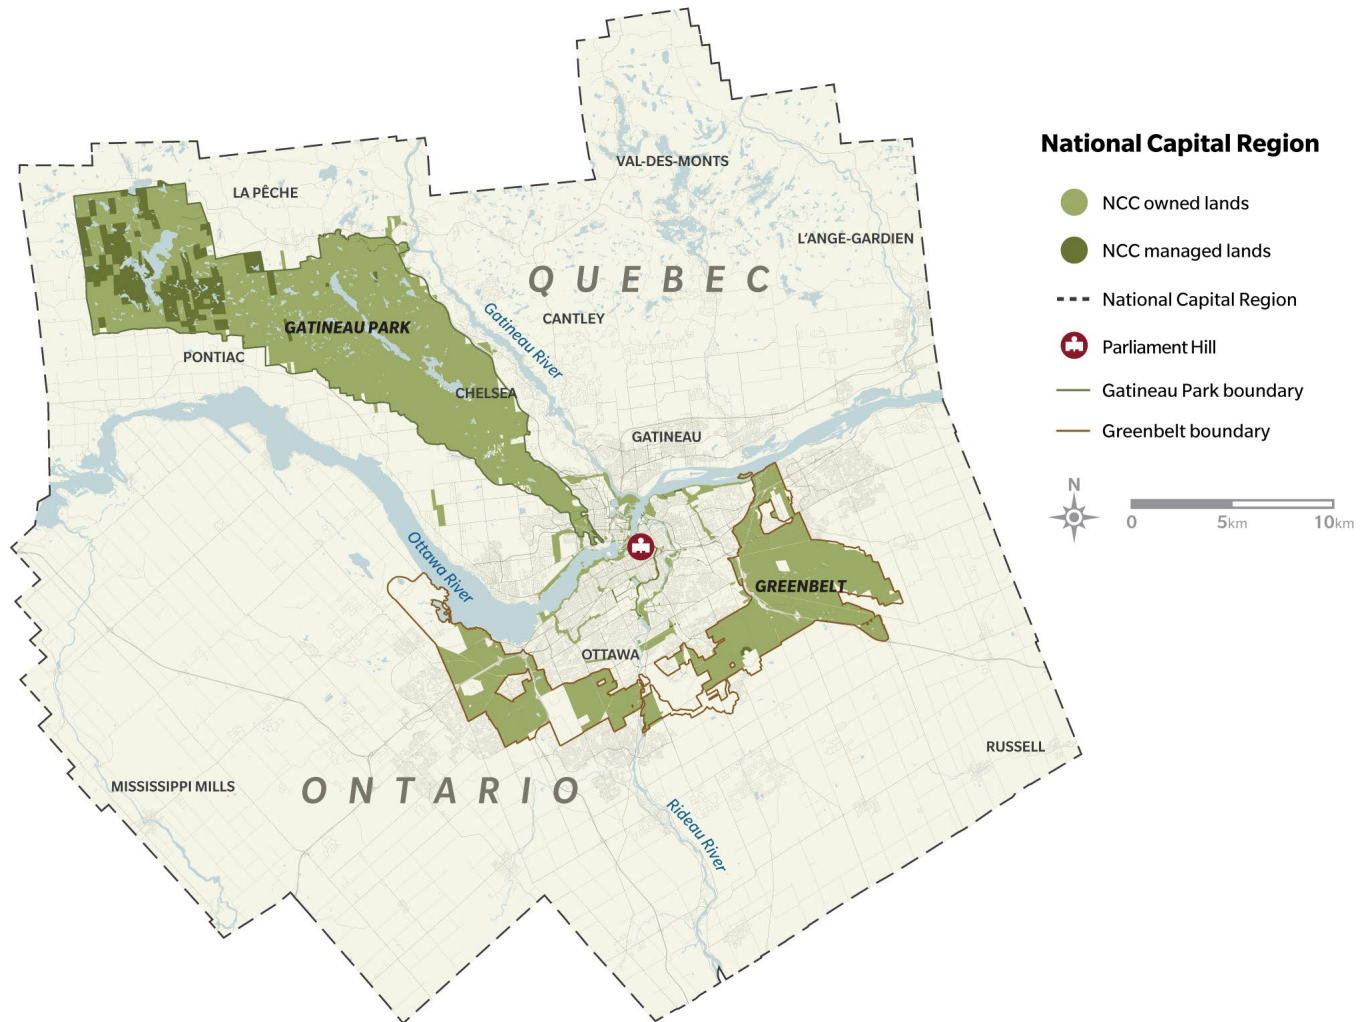 National Capital Region
NCC owned lands
NCC managed lands
National Capital Region
Parliament Hill
Gatineau Park boundary
Greenbelt boundary
N
0 5km 10km
VAL-DES-MONTS
LA PÊCHE
L'ANGE-GARDIEN
QUEBEC
CANTLEY
Gatineau River
GATINEAU PARK
PONTIAC
CHELSEA
GATINEAU
Ottawa River
GREENBELT
OTTAWA
RUSSELL
MISSISSIPPI MILLS
ONTARIO
Rideau River